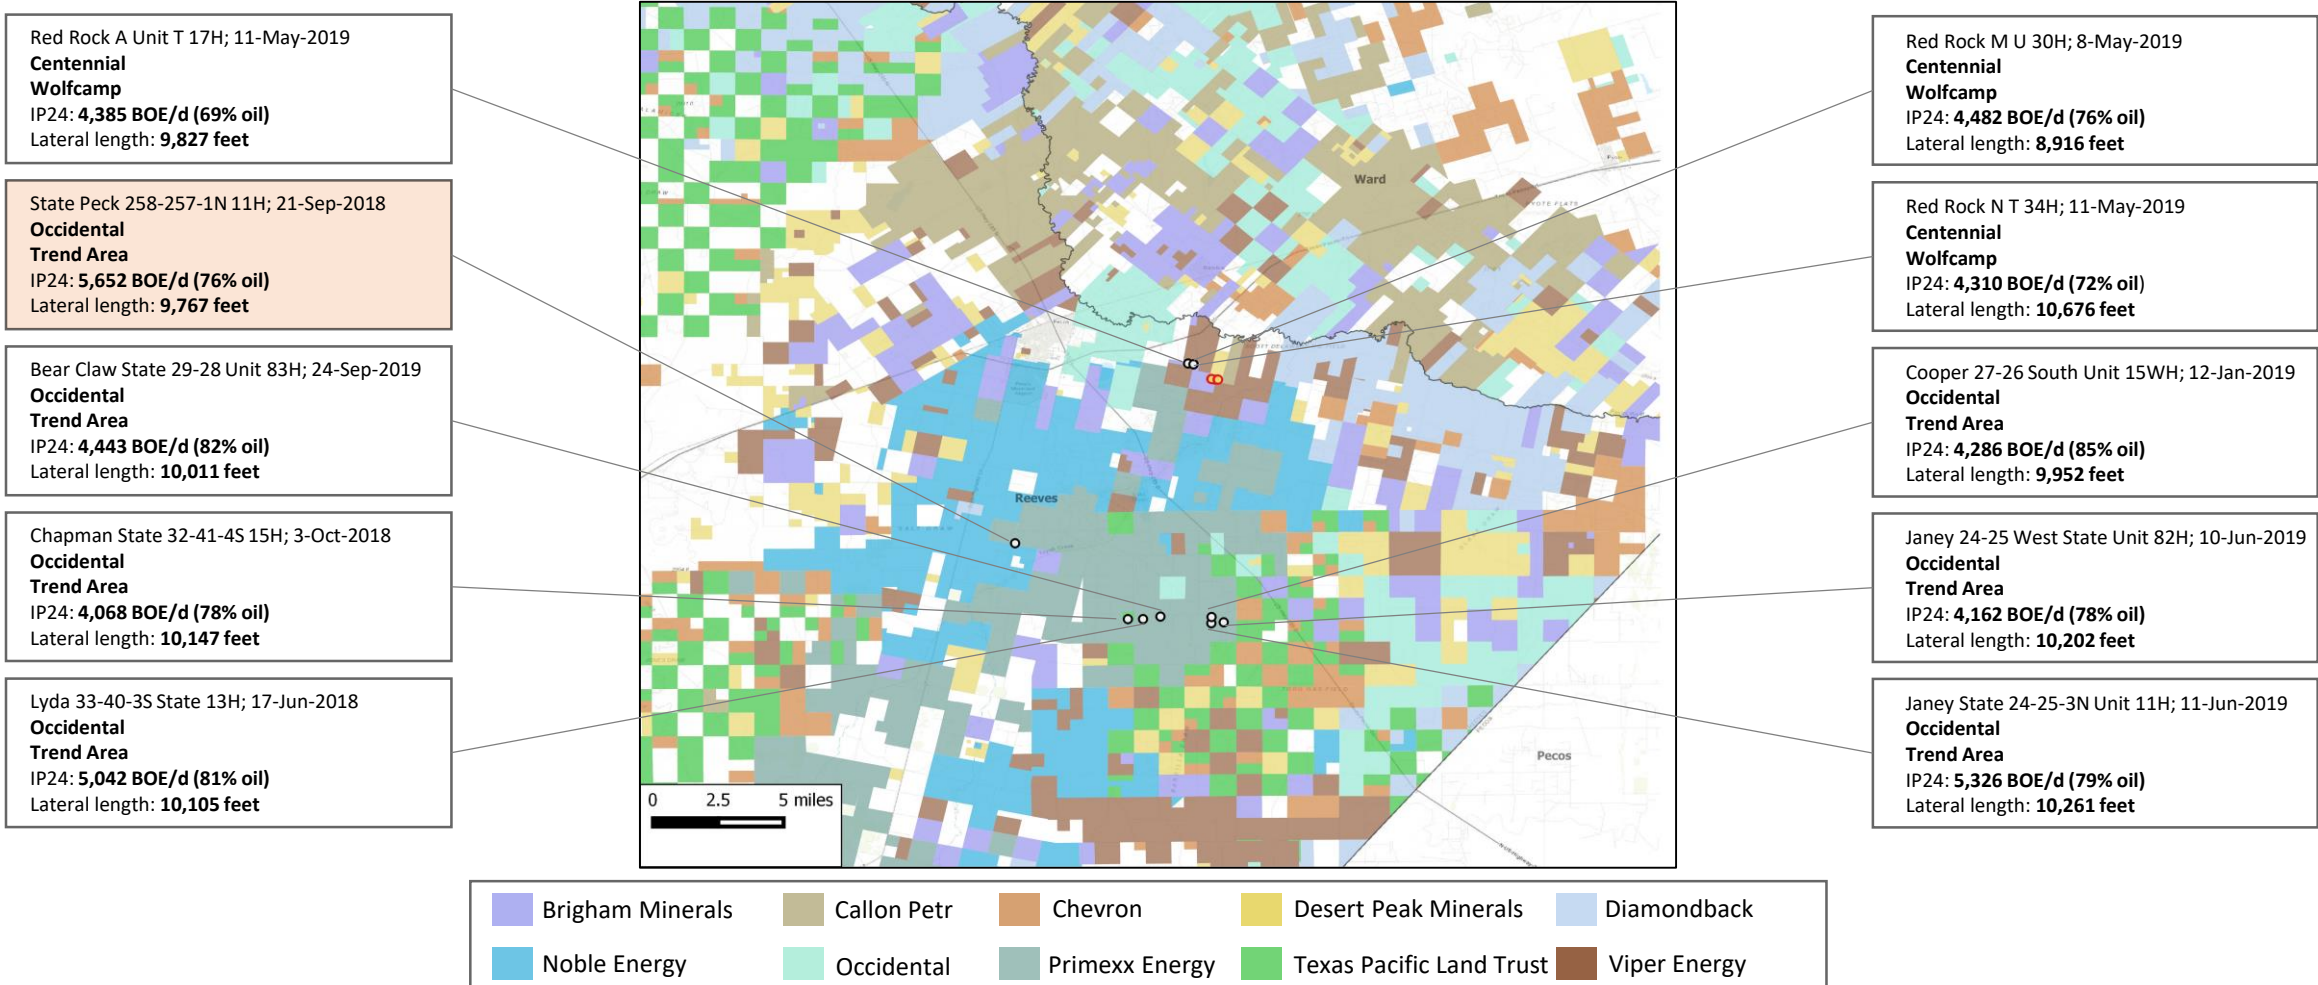 Red Rock A Unit T 17H; 11-May-2019
Centennial
Wolfcamp
IP24: 4,385 BOE/d (69% oil)
Lateral length: 9,827 feet
State Peck 258-257-1N 11H; 21-Sep-2018
Occidental
Trend Area
IP24: 5,652 BOE/d (76% oil)
Lateral length: 9,767 feet
Bear Claw State 29-28 Unit 83H; 24-Sep-2019
Occidental
Trend Area
IP24: 4,443 BOE/d (82% oil)
Lateral length: 10,011 feet
Chapman State 32-41-4S 15H; 3-Oct-2018
Occidental
Trend Area
IP24: 4,068 BOE/d (78% oil)
Lateral length: 10,147 feet
Lyda 33-40-3S State 13H; 17-Jun-2018
Occidental
Trend Area
IP24: 5,042 BOE/d (81% oil)
Lateral length: 10,105 feet
Ward
Reeves
Pecos
0 2.5 5 miles
Red Rock M U 30H; 8-May-2019
Centennial
Wolfcamp
IP24: 4,482 BOE/d (76% oil)
Lateral length: 8,916 feet
Red Rock N T 34H; 11-May-2019
Centennial
Wolfcamp
IP24: 4,310 BOE/d (72% oil)
Lateral length: 10,676 feet
Cooper 27-26 South Unit 15WH; 12-Jan-2019
Occidental
Trend Area
IP24: 4,286 BOE/d (85% oil)
Lateral length: 9,952 feet
Janey 24-25 West State Unit 82H; 10-Jun-2019
Occidental
Trend Area
IP24: 4,162 BOE/d (78% oil)
Lateral length: 10,202 feet
Janey State 24-25-3N Unit 11H; 11-Jun-2019
Occidental
Trend Area
IP24: 5,326 BOE/d (79% oil)
Lateral length: 10,261 feet
Brigham Minerals Callon Petr Chevron Desert Peak Minerals Diamondback
Noble Energy Occidental Primexx Energy Texas Pacific Land Trust Viper Energy